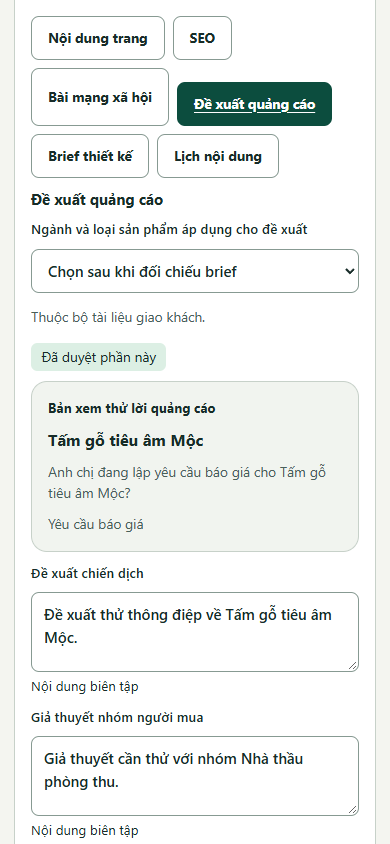 Nội dung trang
SEO
Bài mạng xã hội
Đề xuất quảng cáo
Brief thiết kế
Lịch nội dung
Đề xuất quảng cáo
Ngành và loại sản phẩm áp dụng cho đề xuất
Chọn sau khi đối chiếu brief
Thuộc bộ tài liệu giao khách.
Đã duyệt phần này
Bản xem thử lời quảng cáo
Tấm gỗ tiêu âm Mộc
Anh chị đang lập yêu cầu báo giá cho Tấm gỗ
tiêu âm Mộc?
Yêu cầu báo giá
Đề xuất chiến dịch
Đề xuất thử thông điệp về Tấm gỗ tiêu âm
Mộc.
Nội dung biên tập
Giả thuyết nhóm người mua
Giả thuyết cần thử với nhóm Nhà thầu
phòng thu.
Nội dung biên tập